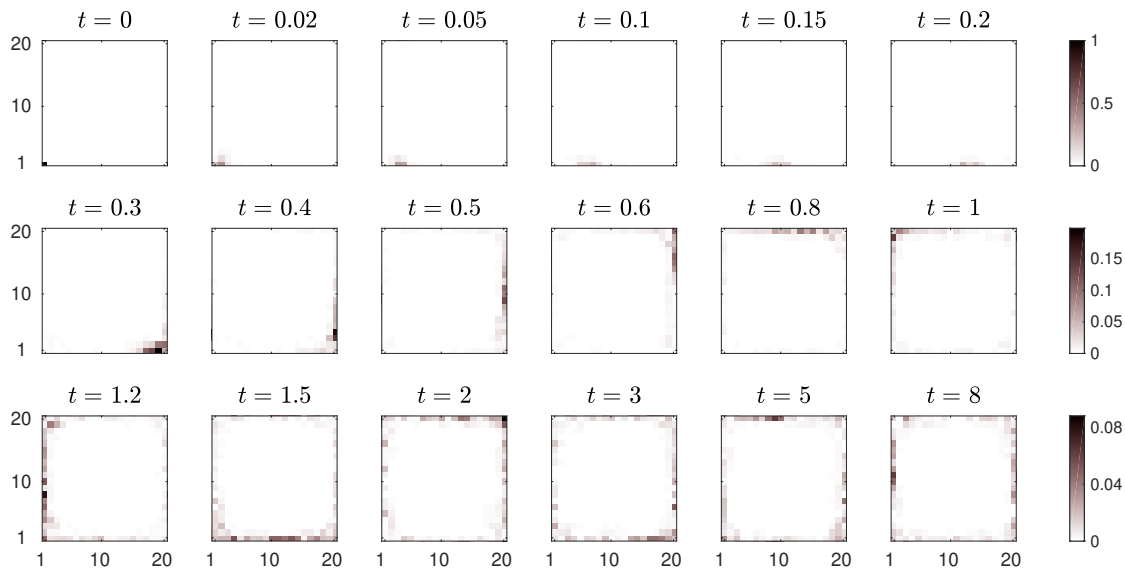 t = 0 t = 0.02 t = 0.05 t = 0.1 t = 0.15 t = 0.2
20 1
10 0.5
1 0
t = 0.3 t = 0.4 t = 0.5 t = 0.6 t = 0.8 t = 1
20 0.15
10 0.1
0.05
1 0
t = 1.2 t = 1.5 t = 2 t = 3 t = 5 t = 8
20 0.08
10 0.04
1 0
1 10 20 1 10 20 1 10 20 1 10 20 1 10 20 1 10 20